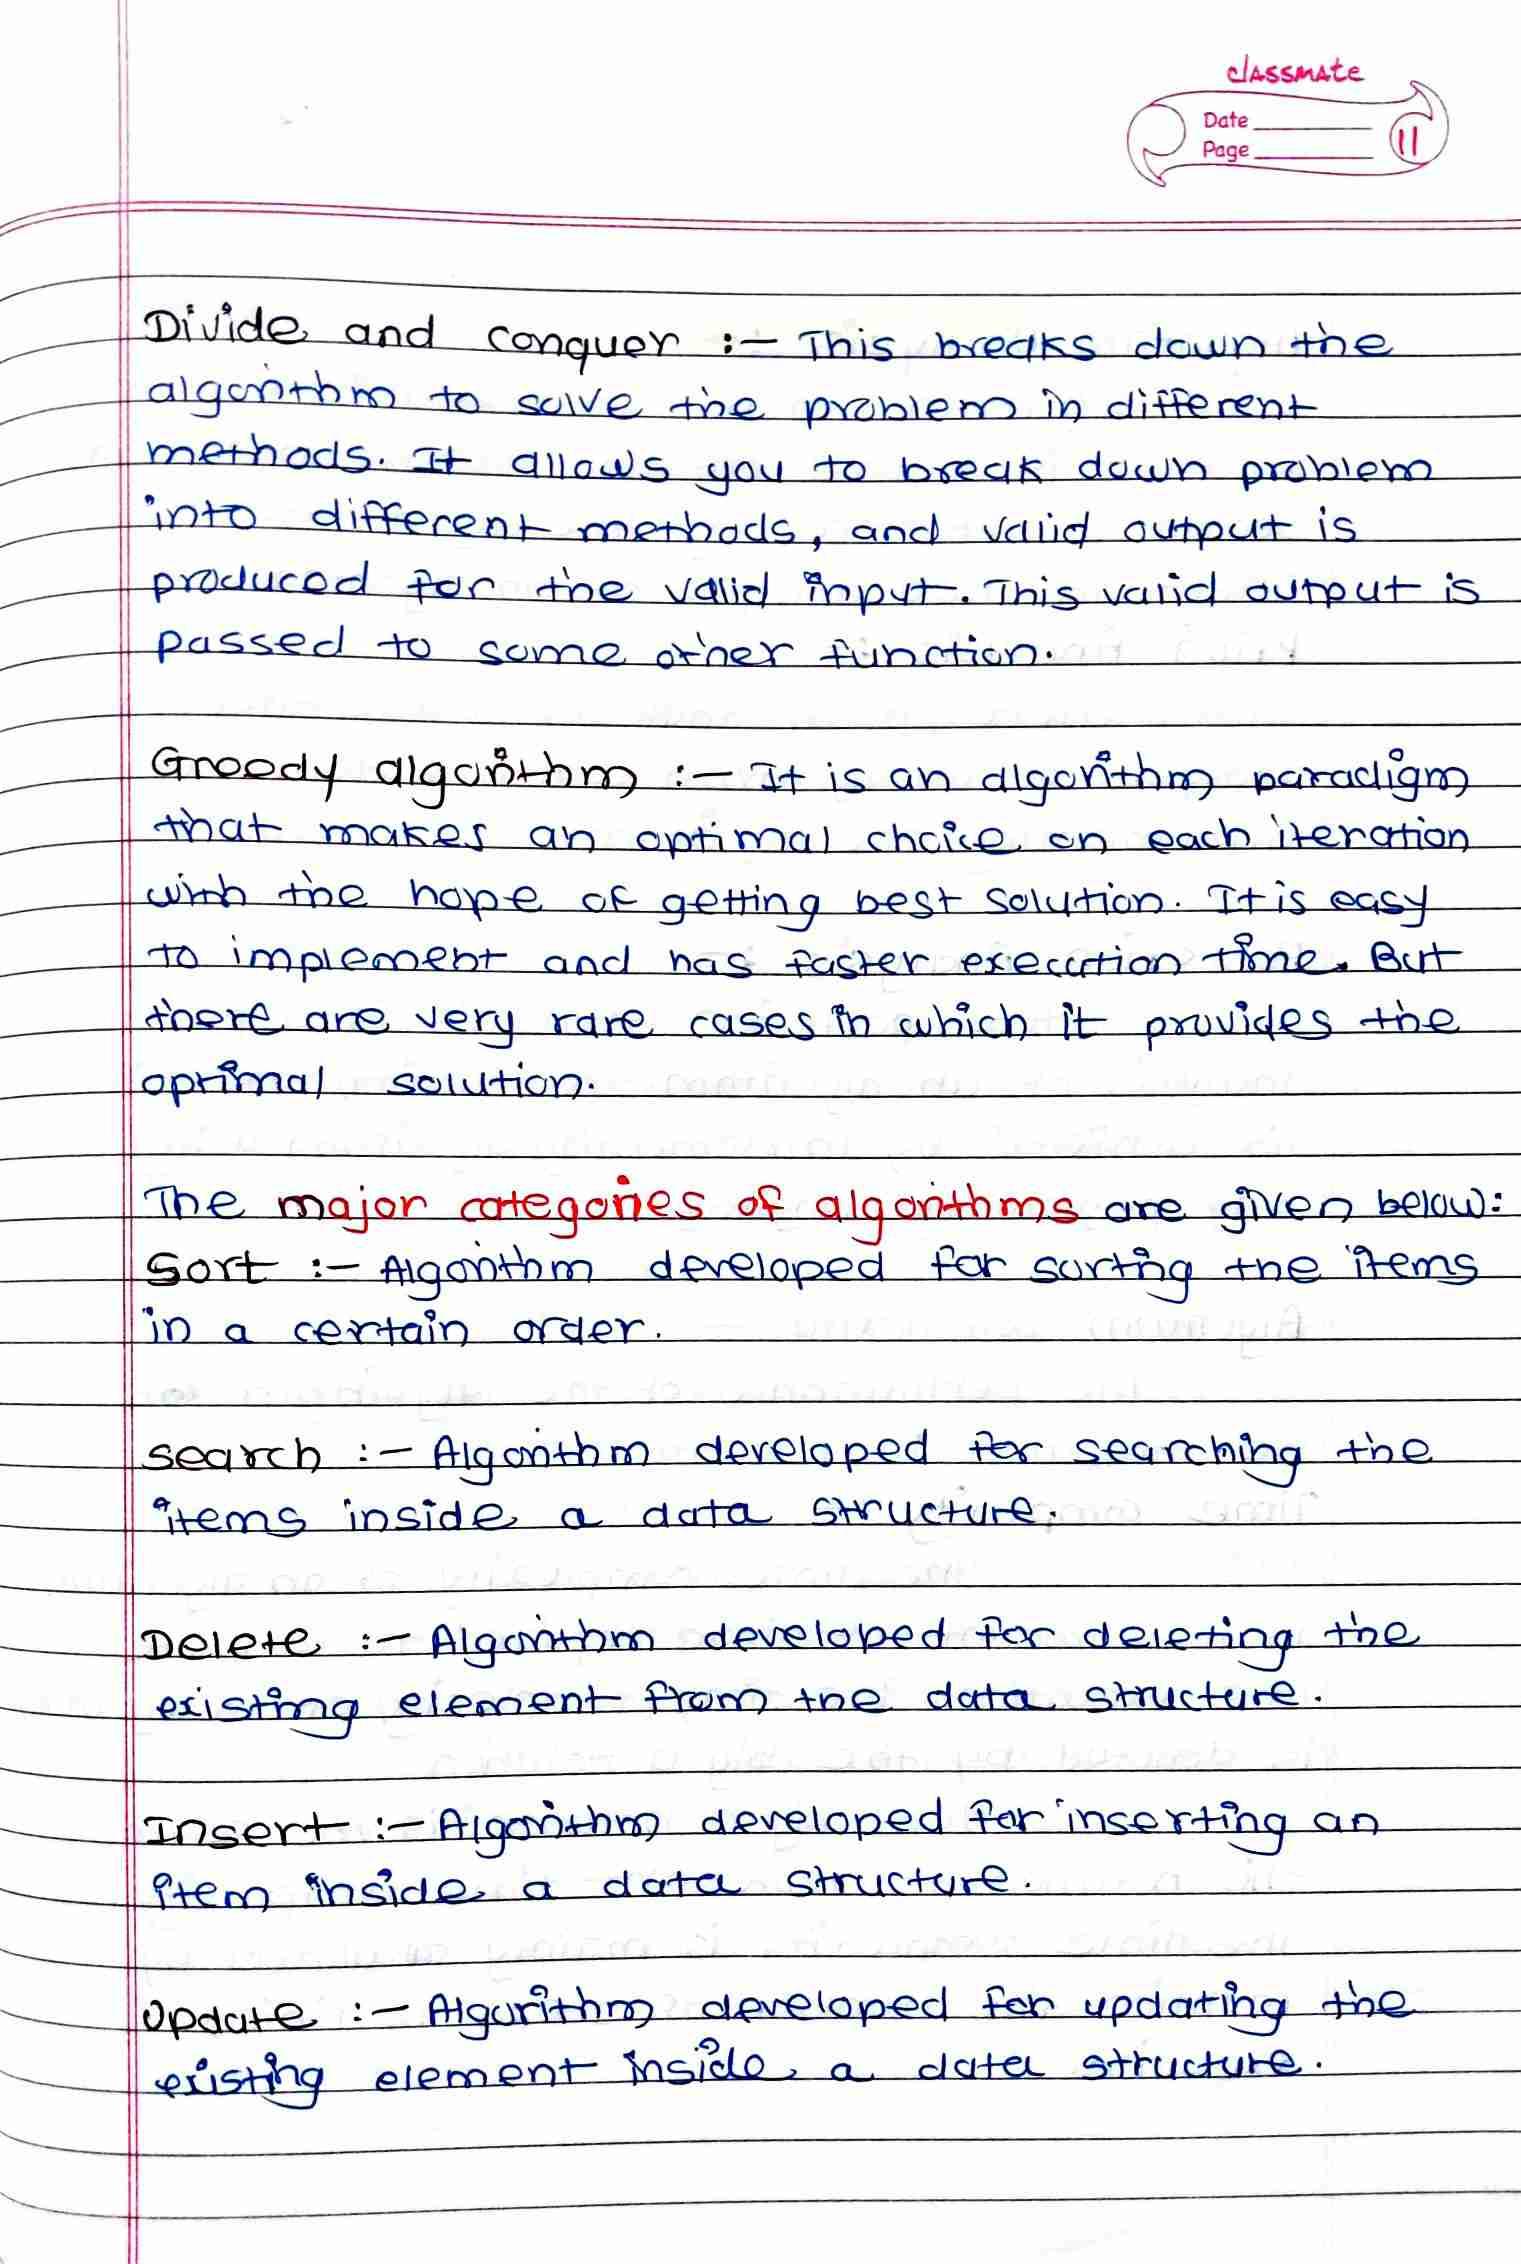 classmate
Date
Page
11
Divide and conquer :- This breaks down the
algorithm to solve the problem in different
methods. It allows you to break down problem
into different methods, and valid output is
produced for the valid input. This valid output is
passed to some other function.
Greedy algorithm :- It is an algorithm paradigm
that makes an optimal choice on each iteration
with the hope of getting best solution. It is easy
to implement and has faster execution time. But
there are very rare cases in which it provides the
optimal solution.
The major categories of algorithms are given below:
Sort :- Algorithm developed for sorting the items
in a certain order.
Search :- Algorithm developed for searching the
items inside a data structure.
Delete :- Algorithm developed for deleting the
existing element from the data structure.
Insert :- Algorithm developed for inserting an
item inside a data structure.
Update :- Algorithm developed for updating the
existing element inside a data structure.